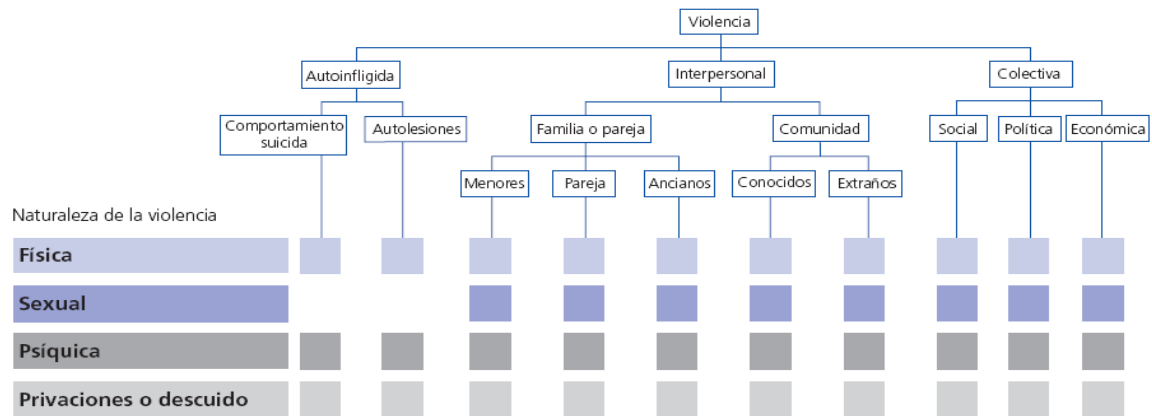 Violencia
Autoinfligida
Interpersonal
Colectiva
Comportamiento
suicida
Autolesiones
Familia o pareja
Comunidad
Social
Política
Económica
Menores
Pareja
Ancianos
Conocidos
Extraños
Naturaleza de la violencia
Física
Sexual
Psíquica
Privaciones o descuido